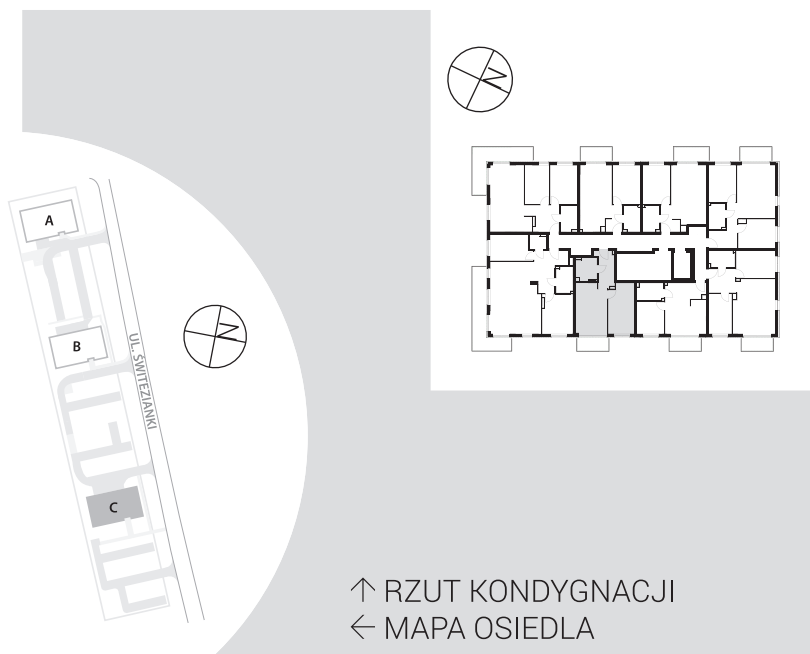 N
A
N
B
UL. ŚWITEZIANKI
C
↑ RZUT KONDYGNACJI
← MAPA OSIEDLA